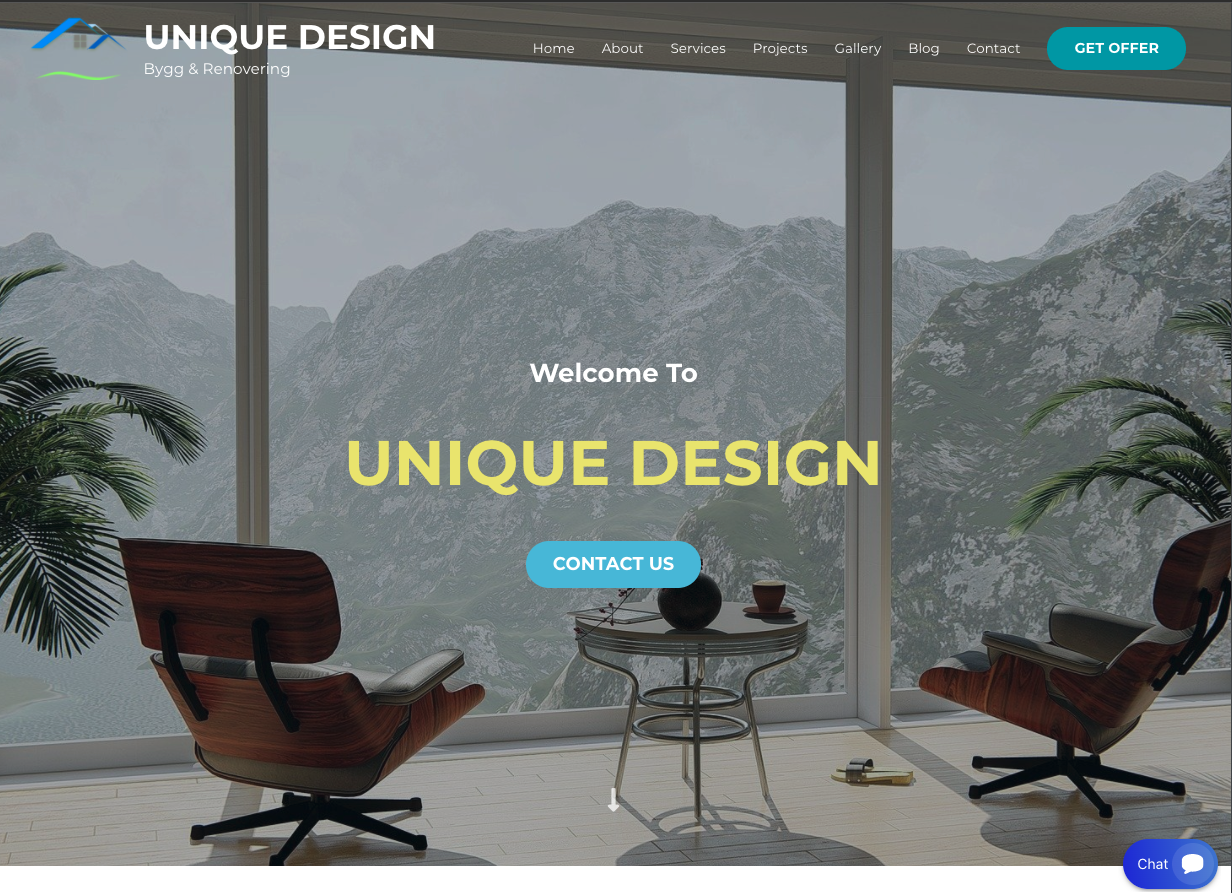 UNIQUE DESIGN
Bygg & Renovering
Home About Services Projects Gallery Blog Contact GET OFFER
Welcome To
UNIQUE DESIGN
CONTACT US
Chat